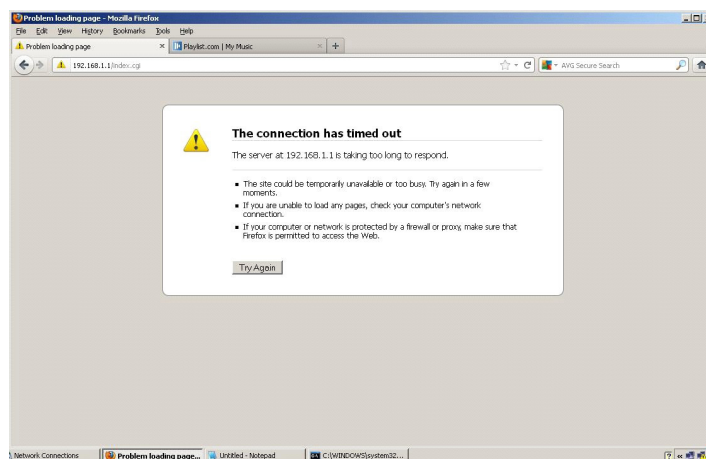 Problem loading page - Mozilla Firefox
File Edit View History Bookmarks Tools Help
Problem loading page × Playlist.com | My Music × +
192.168.1.1/index.cgi AVG Secure Search
The connection has timed out
The server at 192.168.1.1 is taking too long to respond.
The site could be temporarily unavailable or too busy. Try again in a few
moments.
If you are unable to load any pages, check your computer's network
connection.
If your computer or network is protected by a firewall or proxy, make sure that
Firefox is permitted to access the Web.
Try Again
Network Connections Problem loading page... Untitled - Notepad C:\WINDOWS\system32...